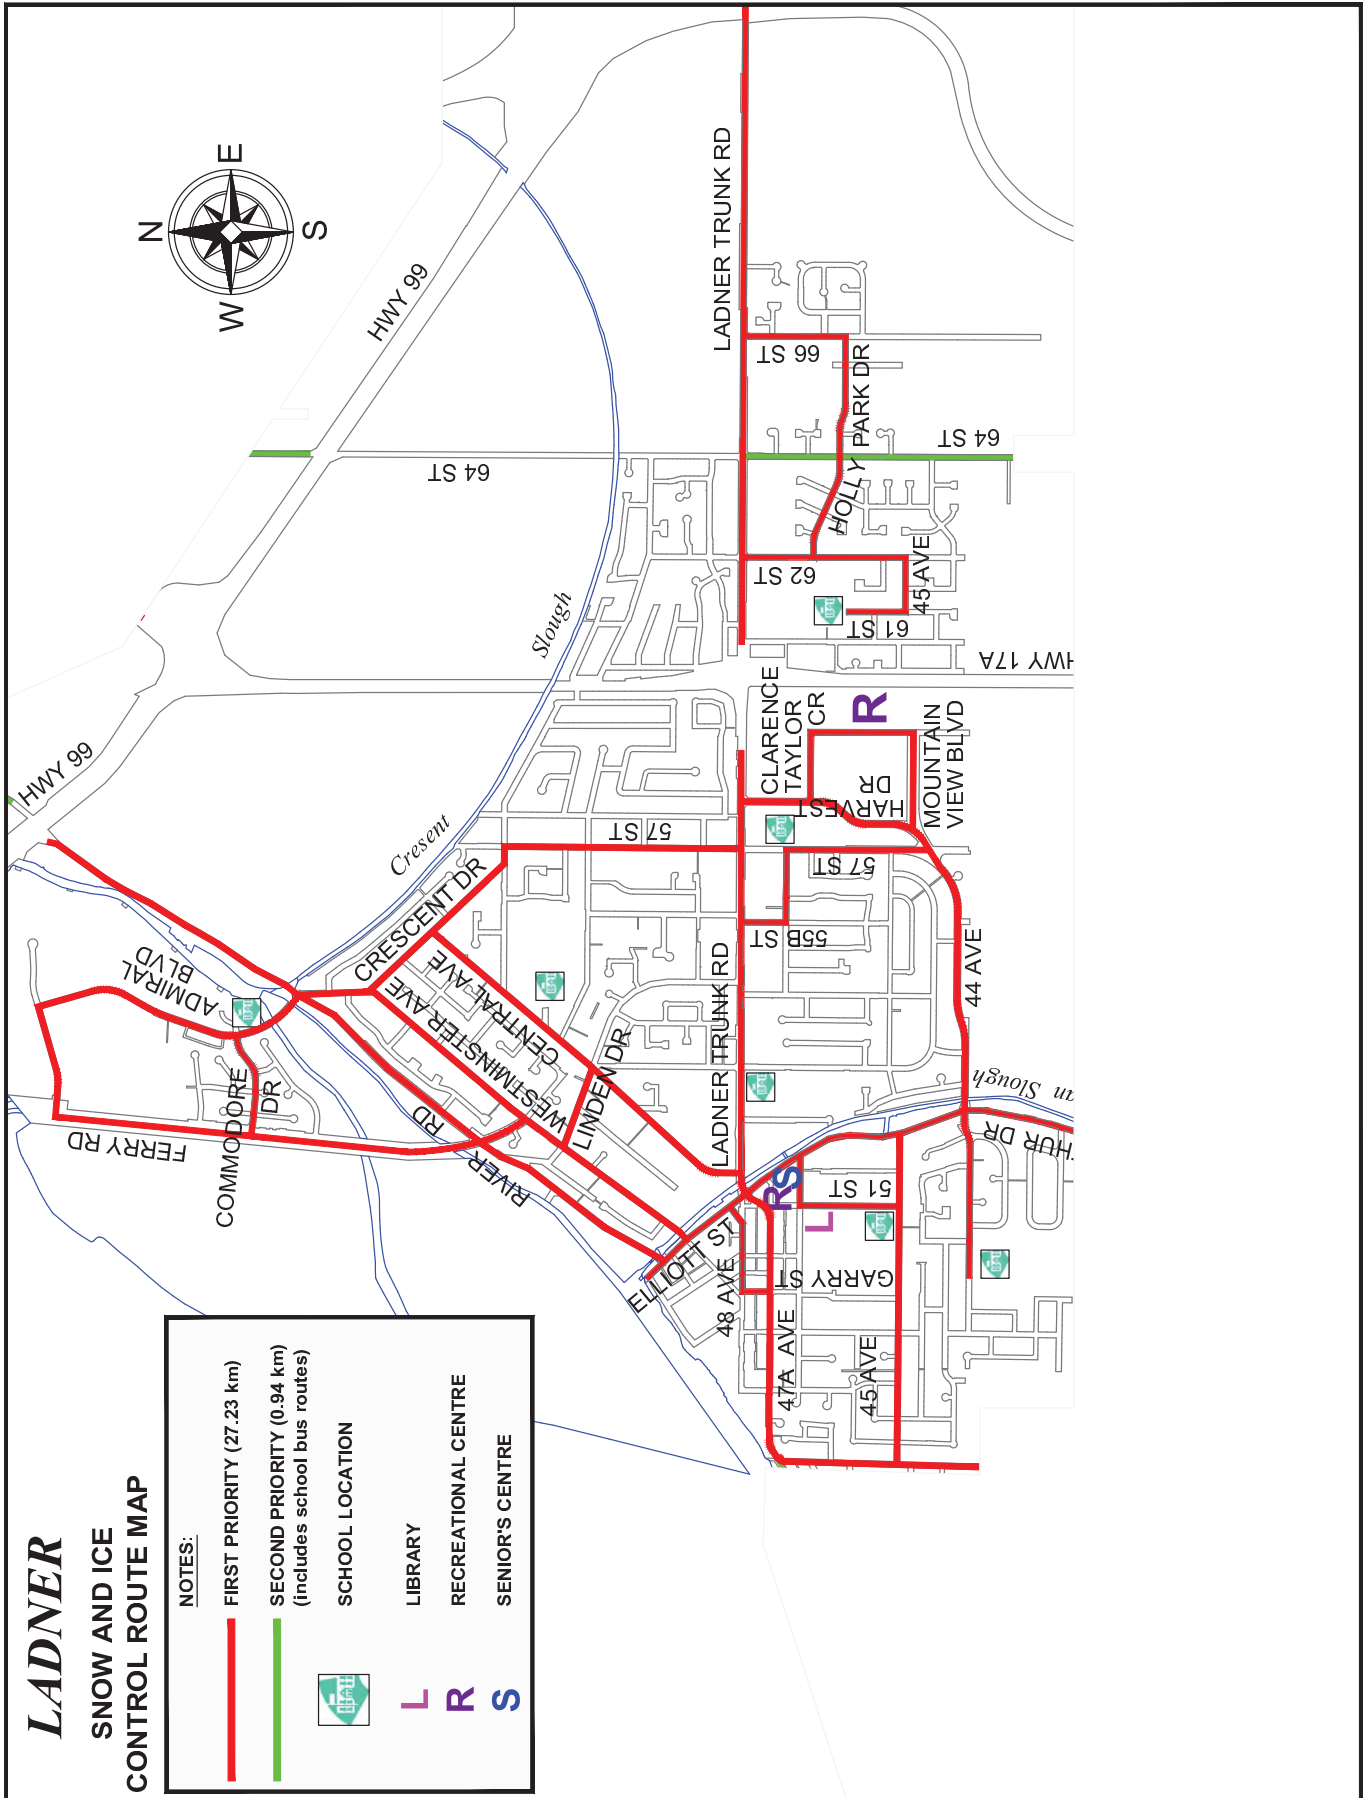 LADNER
SNOW AND ICE
CONTROL ROUTE MAP
NOTES:
FIRST PRIORITY (27.23 km)
SECOND PRIORITY (0.94 km)
(includes school bus routes)
SCHOOL LOCATION
L
LIBRARY
R
RECREATIONAL CENTRE
S
SENIOR'S CENTRE
N
E
S
W
HWY 99
HWY 99
64 ST
64 ST
LADNER TRUNK RD
66 ST
HOLLY PARK DR
62 ST
45 AVE
61 ST
HWY 17A
Slough
Cresent
CLARENCE
TAYLOR
CR
R
HARVEST
DR
MOUNTAIN
VIEW BLVD
57 ST
57 ST
55B ST
44 AVE
CRESCENT DR
CENTRAL AVE
WESTMINSTER AVE
LINDEN DR
LADNER TRUNK RD
ADMIRAL
BLVD
COMMODORE
DR
FERRY RD
RIVER
RD
ELLIOTT ST
48 AVE
47A AVE
GARRY ST
45 AVE
51 ST
R
S
L
an Slough
HUR DR